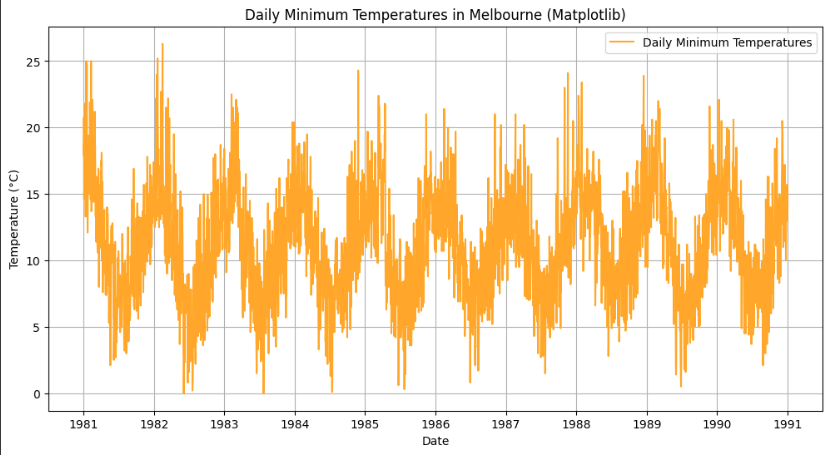 Daily Minimum Temperatures in Melbourne (Matplotlib)
Daily Minimum Temperatures
Temperature (°C)
25
20
15
10
5
0
1981 1982 1983 1984 1985 1986 1987 1988 1989 1990 1991
Date